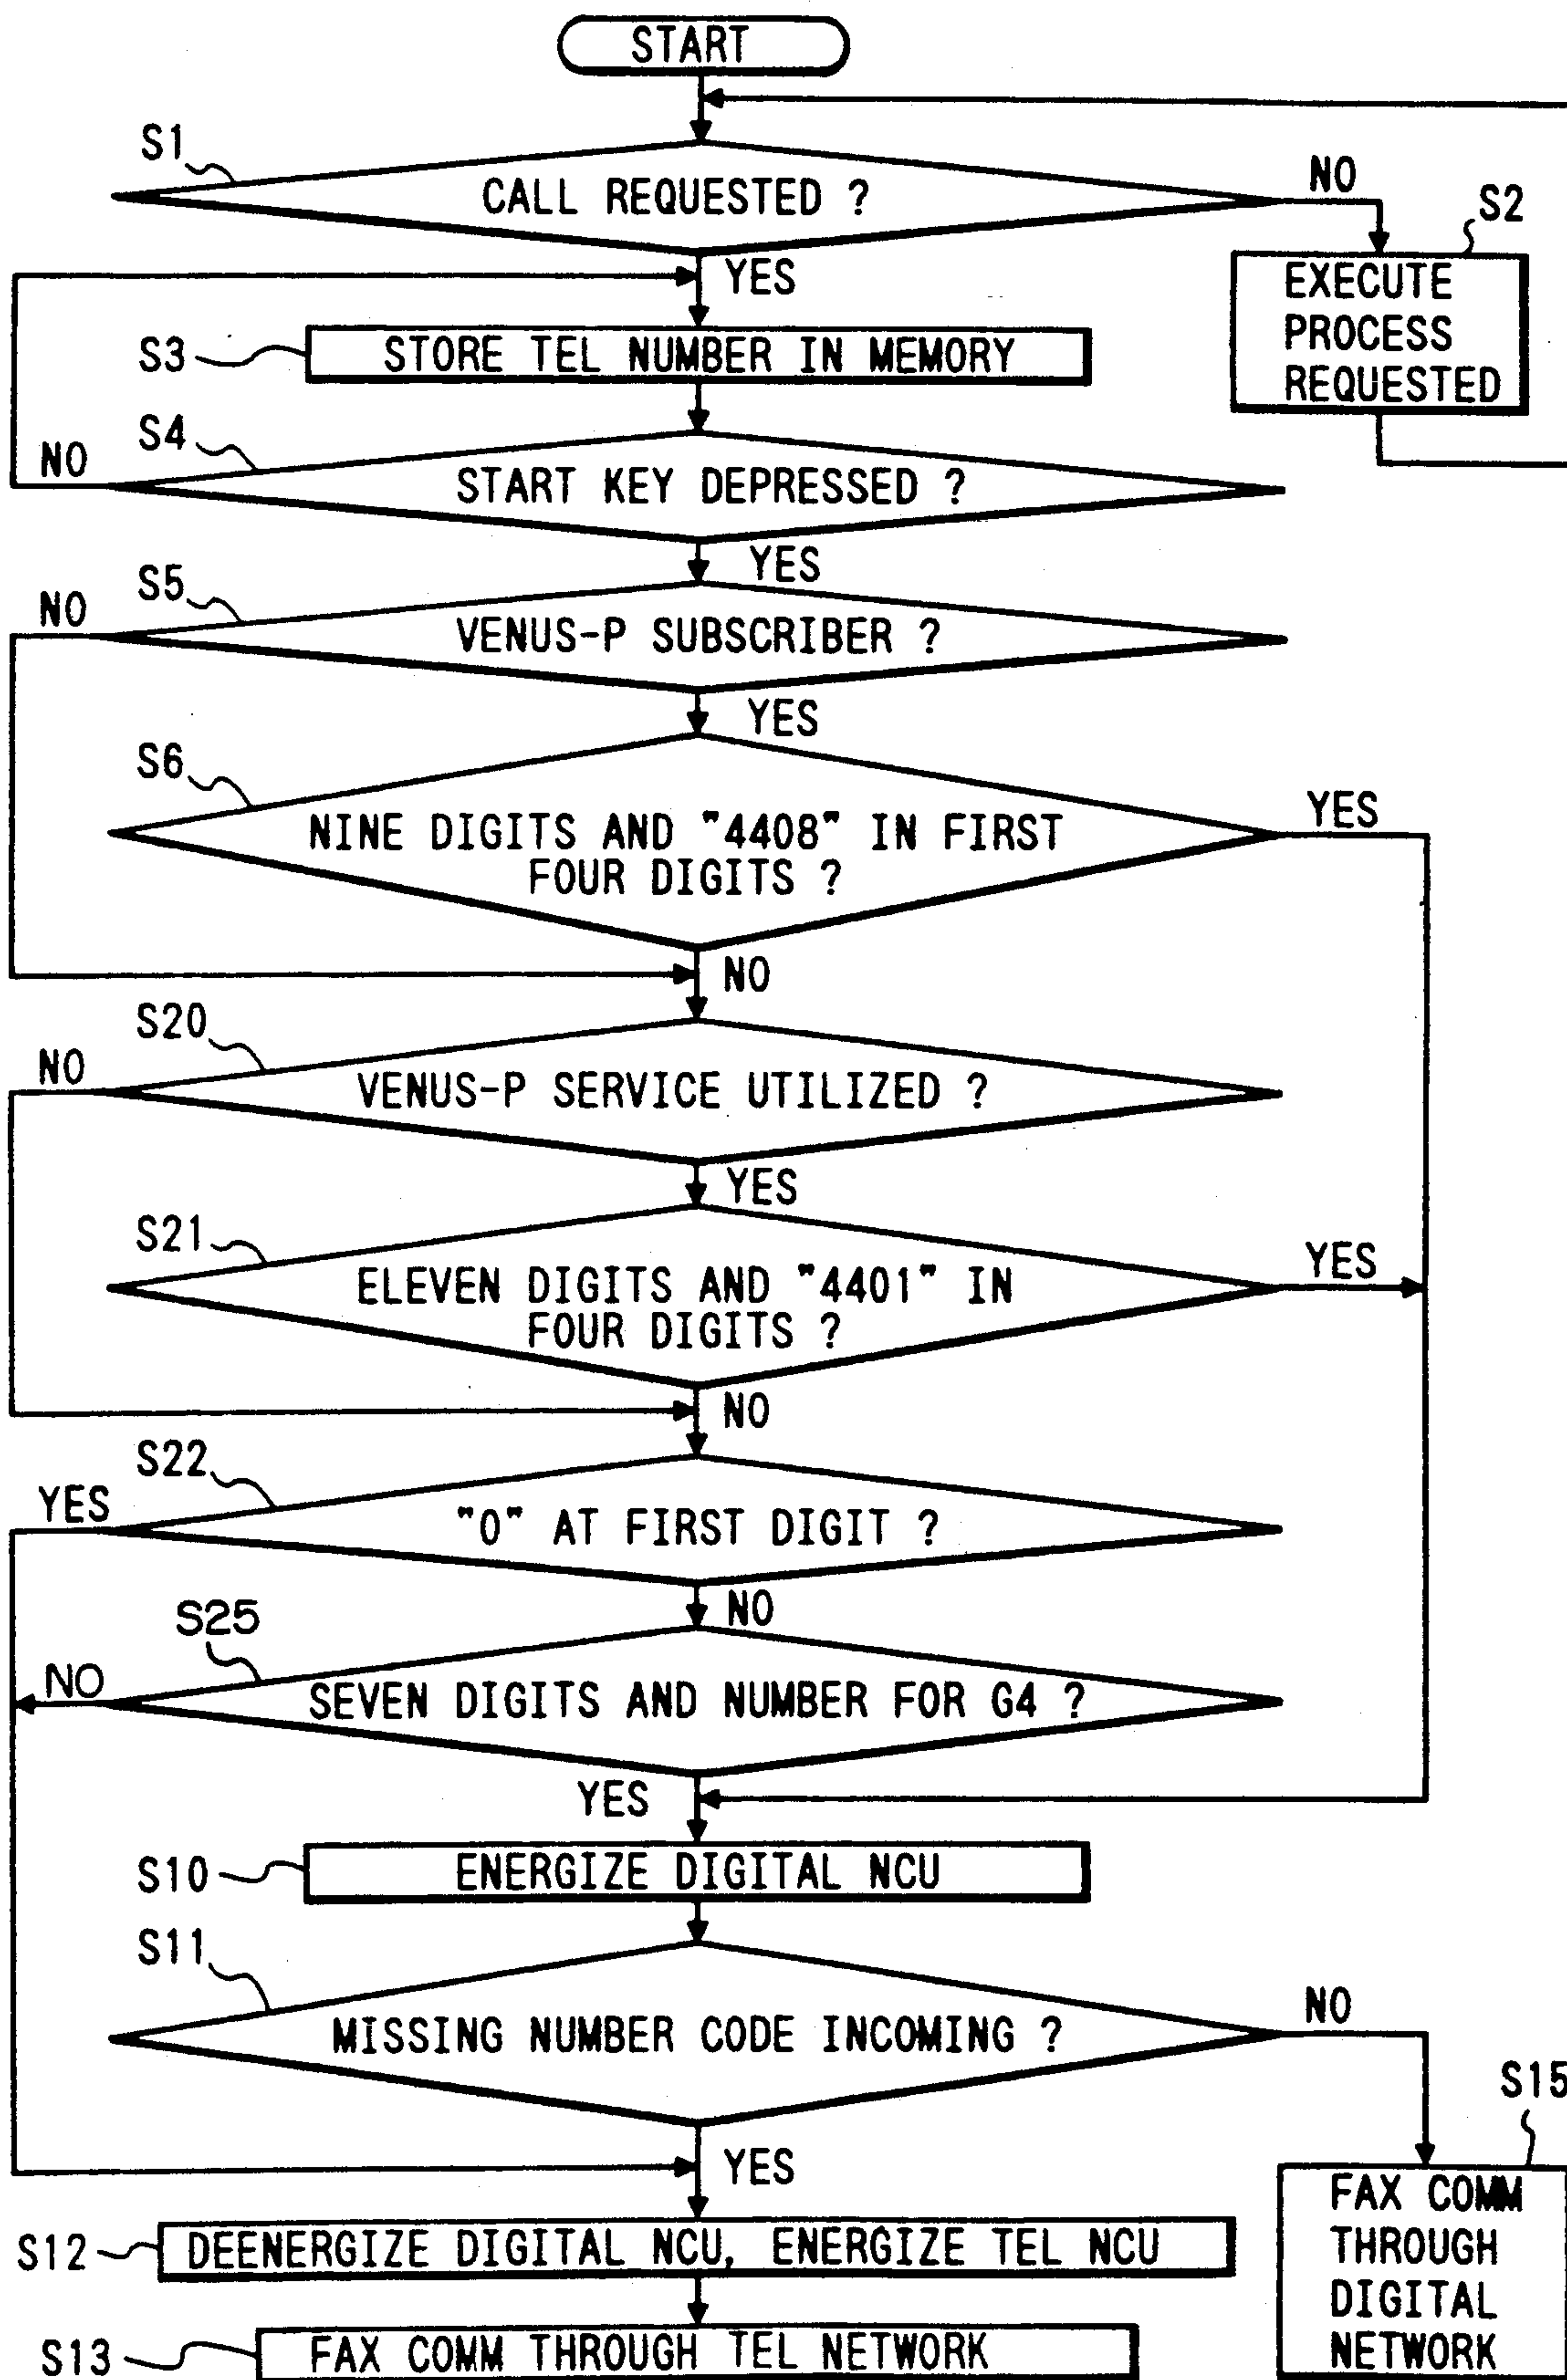 START
S1
CALL REQUESTED ?
NO
S2
EXECUTE
PROCESS
REQUESTED
YES
S3
STORE TEL NUMBER IN MEMORY
S4
NO
START KEY DEPRESSED ?
YES
S5
NO
VENUS-P SUBSCRIBER ?
YES
S6
NINE DIGITS AND "4408" IN FIRST
FOUR DIGITS ?
YES
NO
S20
NO
VENUS-P SERVICE UTILIZED ?
YES
S21
ELEVEN DIGITS AND "4401" IN
FOUR DIGITS ?
YES
NO
S22
YES
"0" AT FIRST DIGIT ?
NO
S25
NO
SEVEN DIGITS AND NUMBER FOR G4 ?
YES
S10
ENERGIZE DIGITAL NCU
S11
MISSING NUMBER CODE INCOMING ?
NO
S15
YES
FAX COMM
THROUGH
DIGITAL
NETWORK
S12
DEENERGIZE DIGITAL NCU, ENERGIZE TEL NCU
S13
FAX COMM THROUGH TEL NETWORK